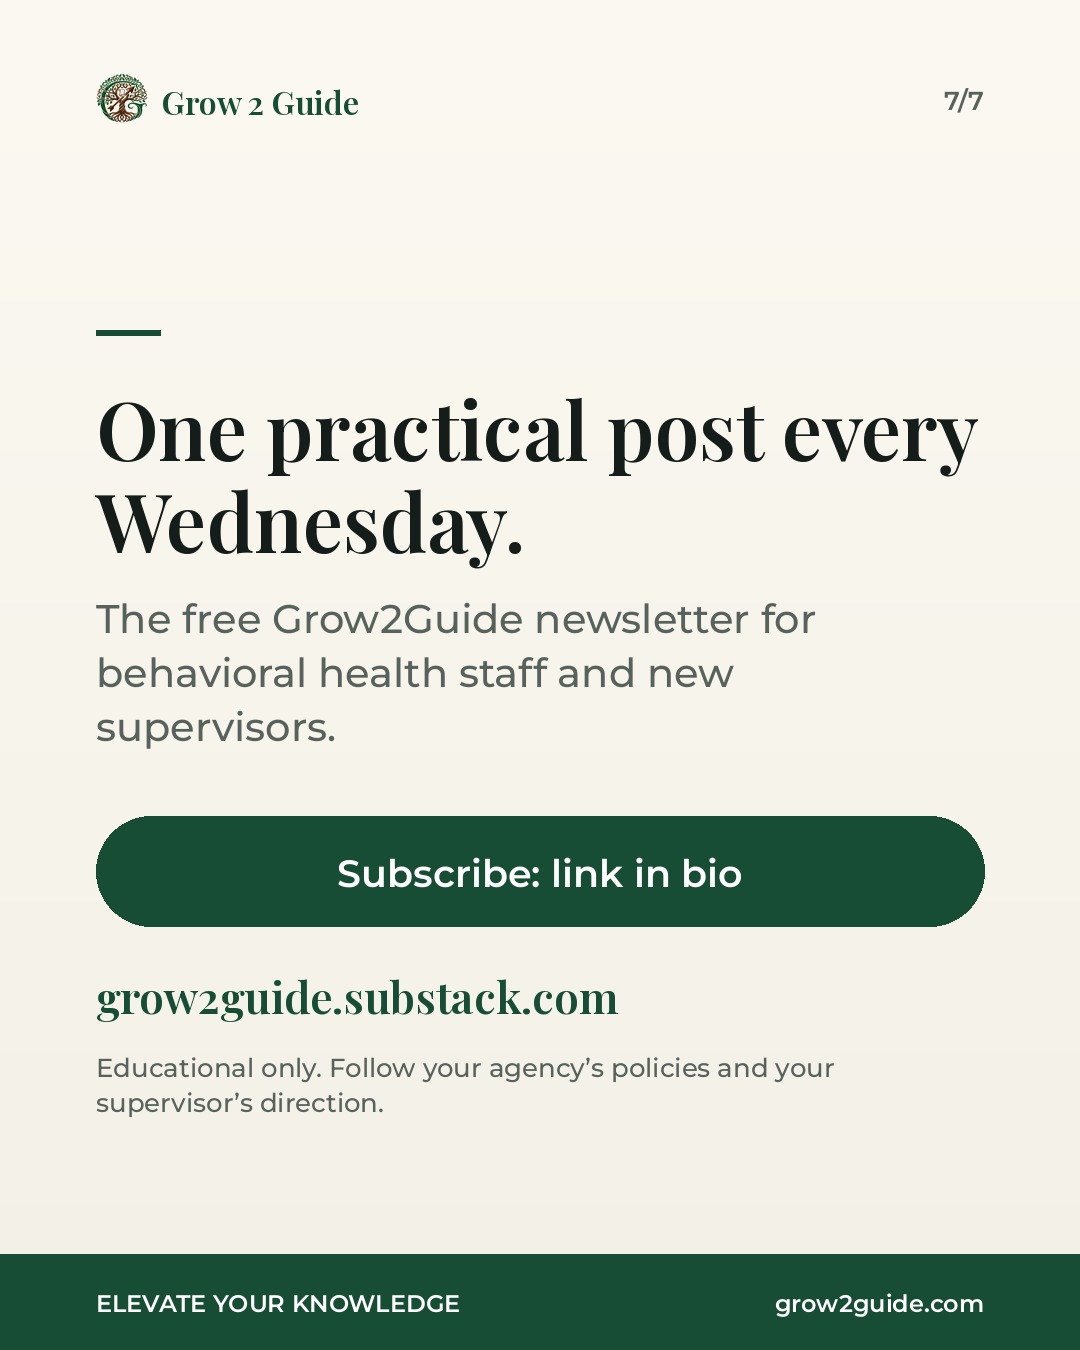 Grow 2 Guide
7/7
One practical post every
Wednesday.
The free Grow2Guide newsletter for
behavioral health staff and new
supervisors.
Subscribe: link in bio
grow2guide.substack.com
Educational only. Follow your agency’s policies and your
supervisor’s direction.
ELEVATE YOUR KNOWLEDGE
grow2guide.com